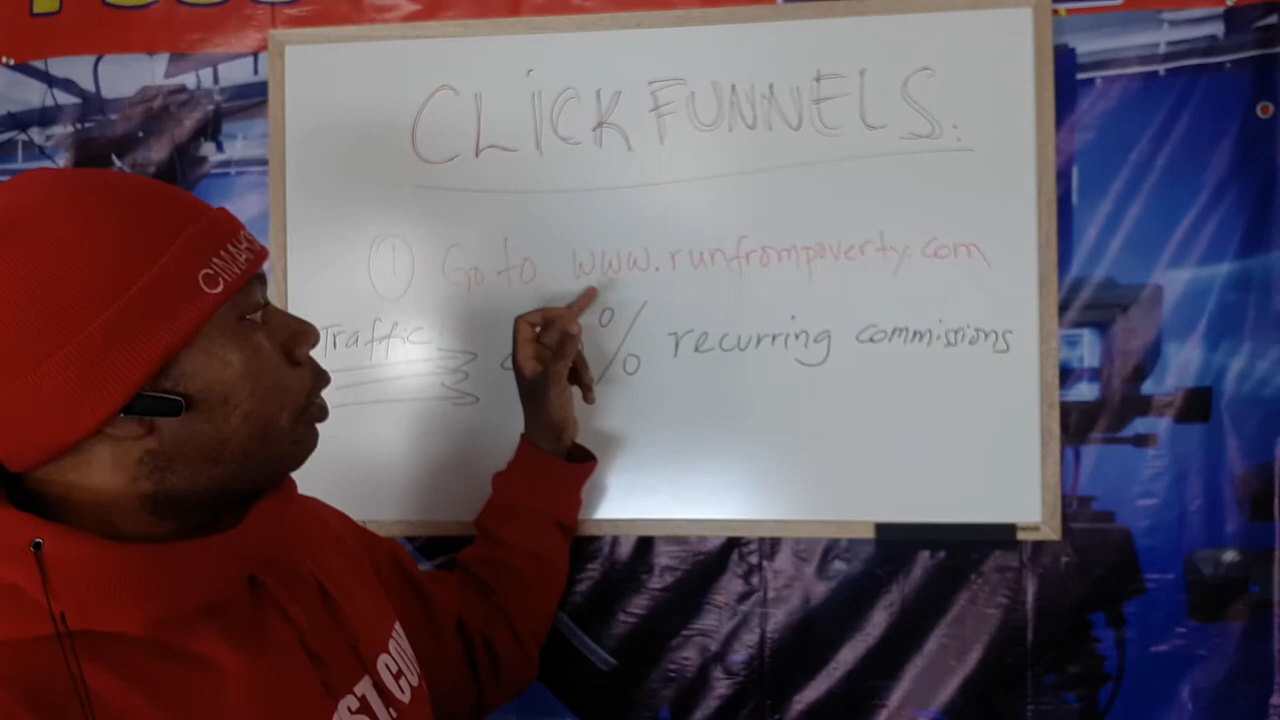 CLICKFUNNELS.
① Go to www.runfrompoverty.com
Traffic
% recurring commissions